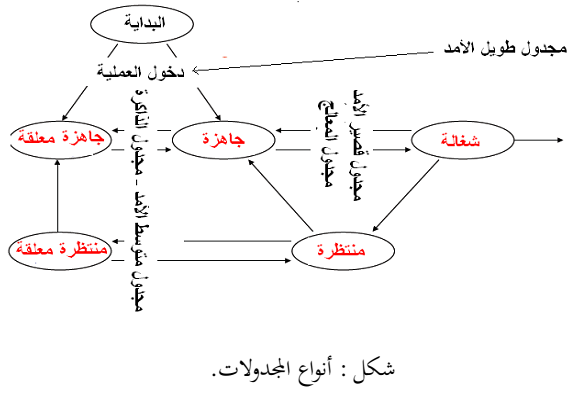 البداية
مجدول طويل الأمد
دخول العملية
جاهزة معلقة
مجدول متوسط الأمد - مجدول الذاكرة
جاهزة
مجدول قصير الأمد
مجدول المعالج
شغالة
منتظرة معلقة
منتظرة
شكل : أنواع المجدولات.